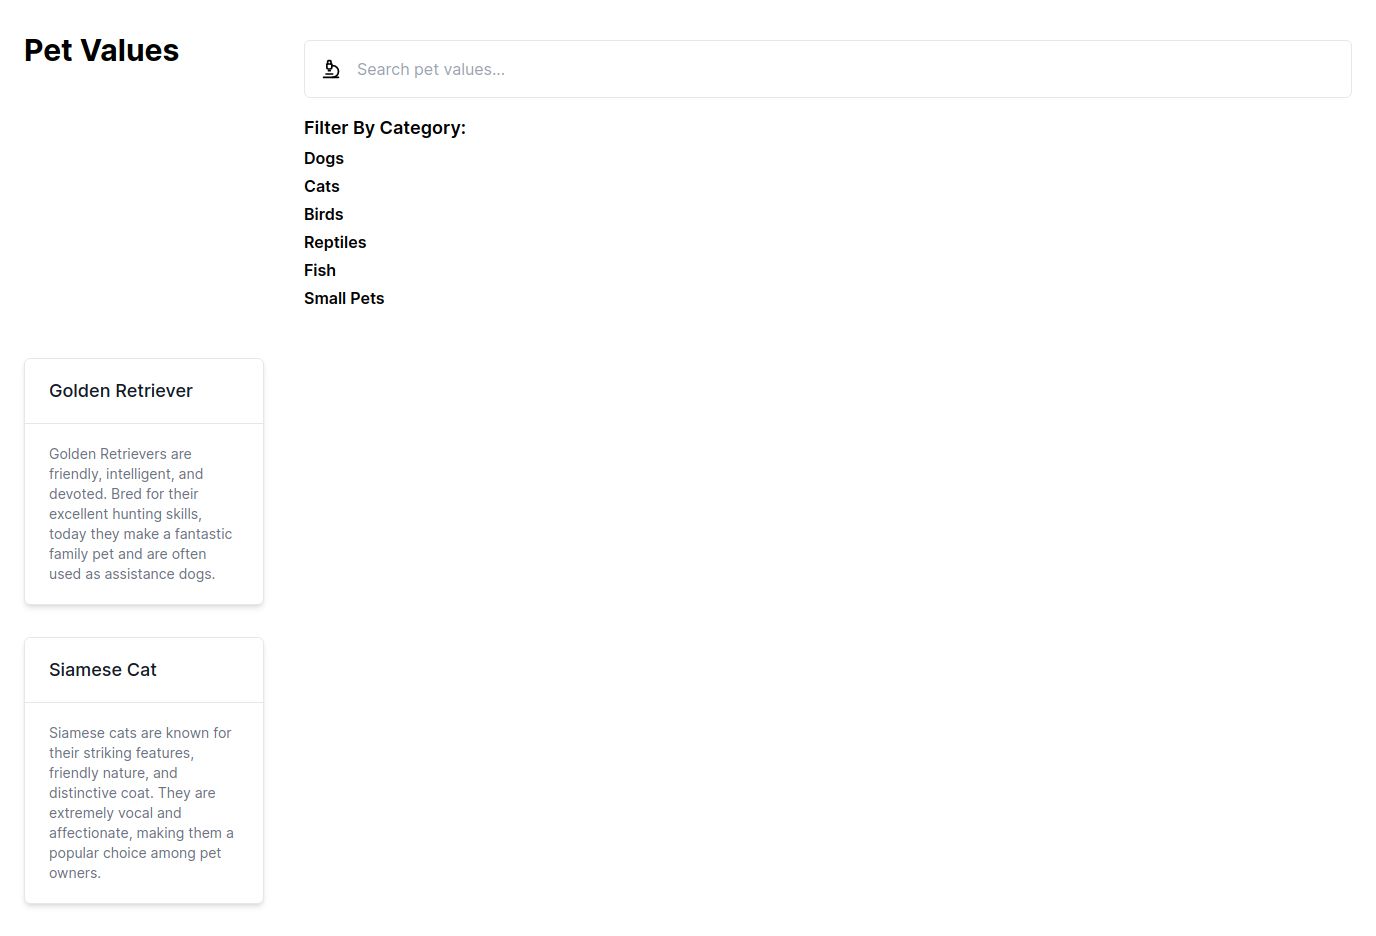 Pet Values
Search pet values...
Filter By Category:
Dogs
Cats
Birds
Reptiles
Fish
Small Pets
Golden Retriever
Golden Retrievers are
friendly, intelligent, and
devoted. Bred for their
excellent hunting skills,
today they make a fantastic
family pet and are often
used as assistance dogs.
Siamese Cat
Siamese cats are known for
their striking features,
friendly nature, and
distinctive coat. They are
extremely vocal and
affectionate, making them a
popular choice among pet
owners.